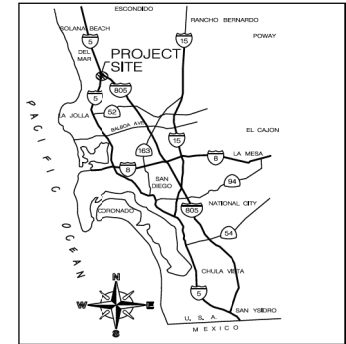 ESCONDIDO
RANCHO BERNARDO
SOLANA BEACH
5
15
POWAY
DEL
MAR
PROJECT
SITE
5
805
LA JOLLA
52
BALBOA AVE
EL CAJON
163
15
8
LA MESA
8
SAN
DIEGO
94
CORONADO
805
NATIONAL CITY
54
CHULA VISTA
5
PACIFIC OCEAN
N
W
E
S
U. S. A.
MEXICO
SAN YSIDRO